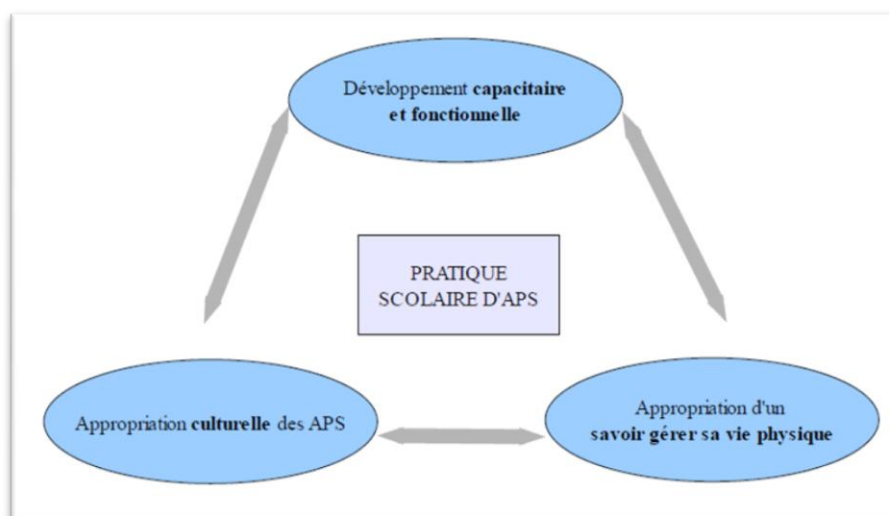 Développement capacitaire
et fonctionnelle
PRATIQUE
SCOLAIRE D'APS
Appropriation culturelle des APS
Appropriation d'un
savoir gérer sa vie physique